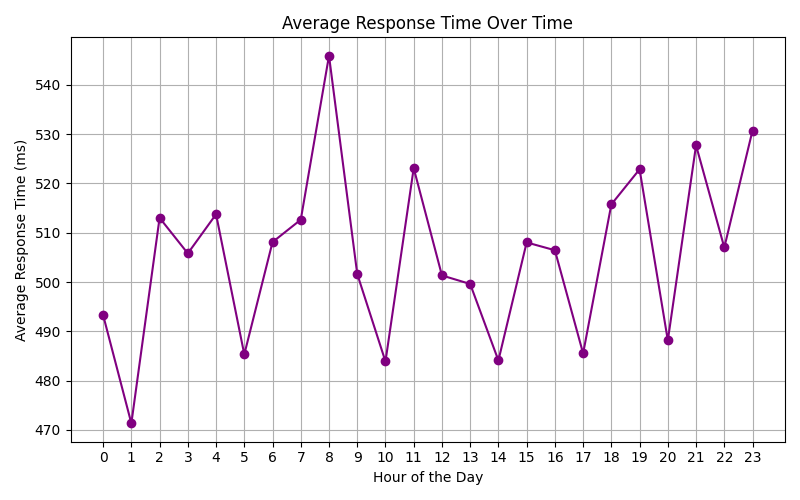 Average Response Time Over Time
Average Response Time (ms)
540
530
520
510
500
490
480
470
0 1 2 3 4 5 6 7 8 9 10 11 12 13 14 15 16 17 18 19 20 21 22 23
Hour of the Day